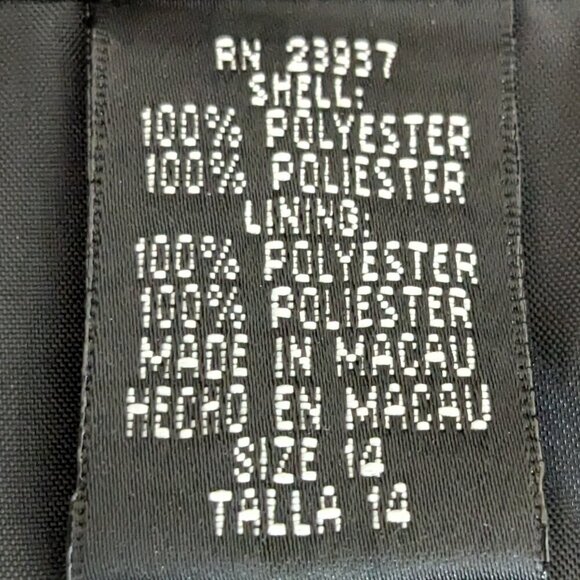 RN 23937
SHELL:
100% POLYESTER
100% POLIESTER
LINING:
100% POLYESTER
100% POLIESTER
MADE IN MACAU
HECHO EN MACAU
SIZE 14
TALLA 14